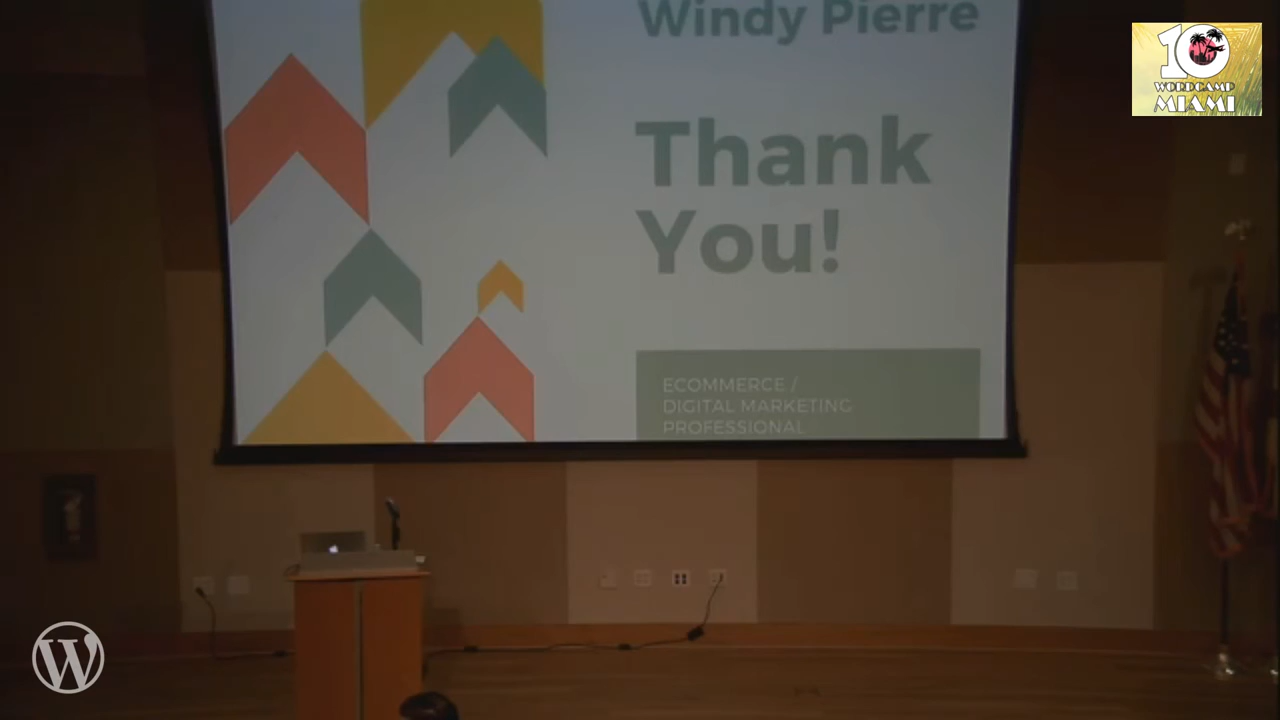 Windy Pierre
Thank
You!
ECOMMERCE /
DIGITAL MARKETING
PROFESSIONAL
10
WORDCAMP
MIAMI
W